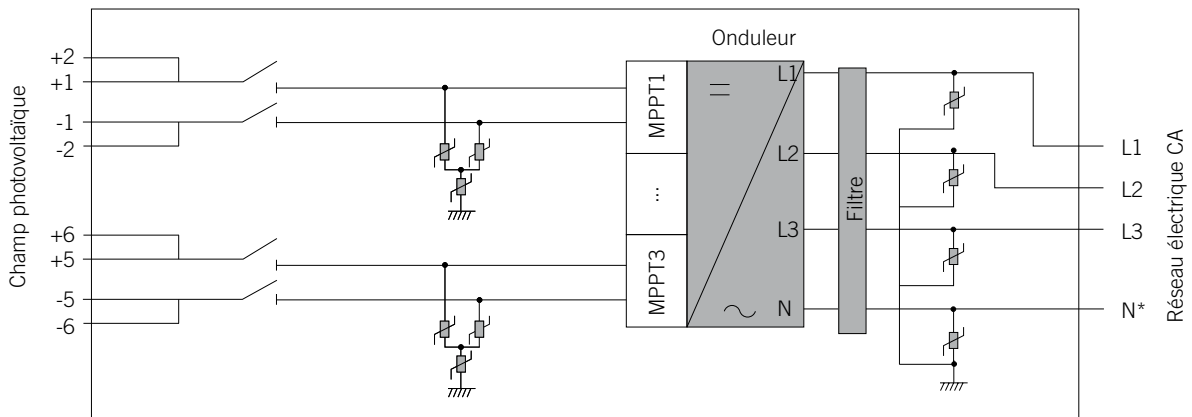 Champ photovoltaïque
+2
+1
-1
-2
+6
+5
-5
-6
Onduleur
MPPT1
...
MPPT3
L1
L2
L3
N
Filtre
L1
L2
L3
N*
Réseau électrique CA